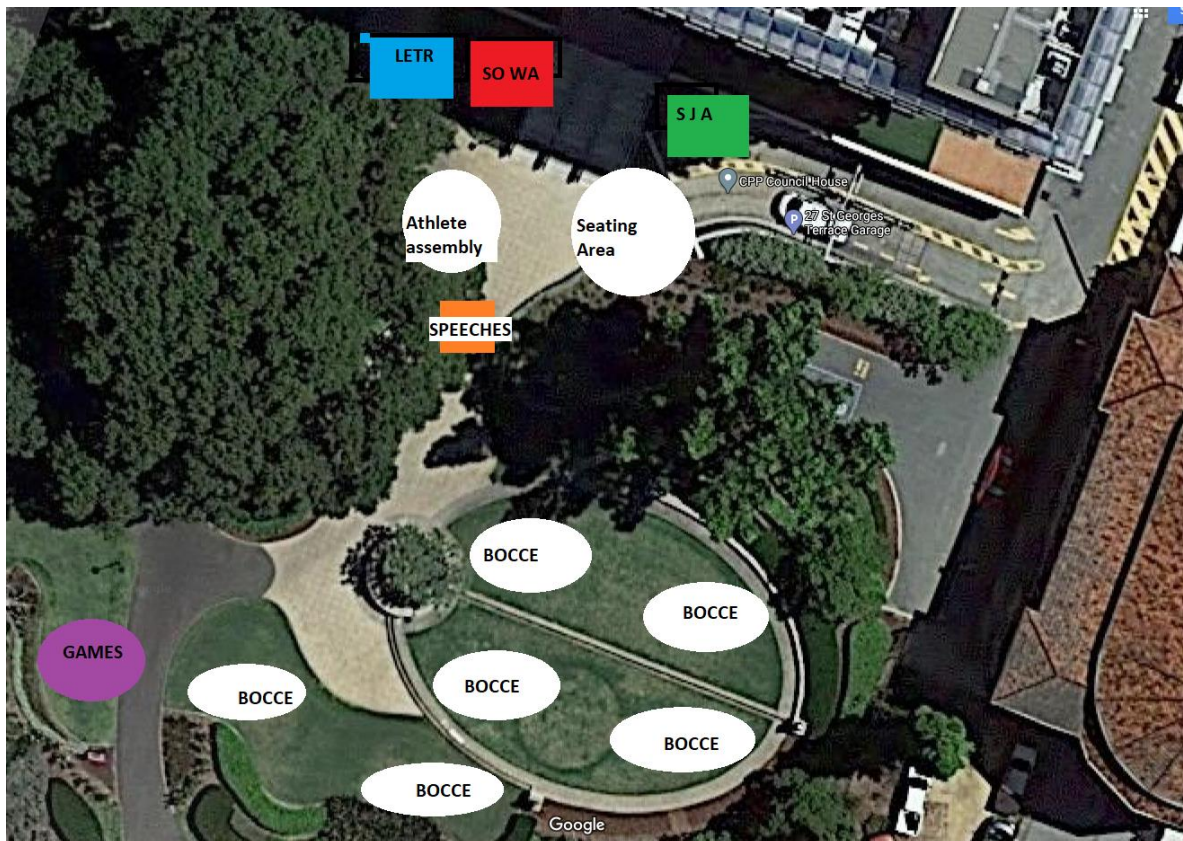 LETR
SO WA
S J A
CPP Council House
27 St Georges
Terrace Garage
Athlete
assembly
Seating
Area
SPEECHES
BOCCE
BOCCE
GAMES
BOCCE
BOCCE
BOCCE
BOCCE
Google